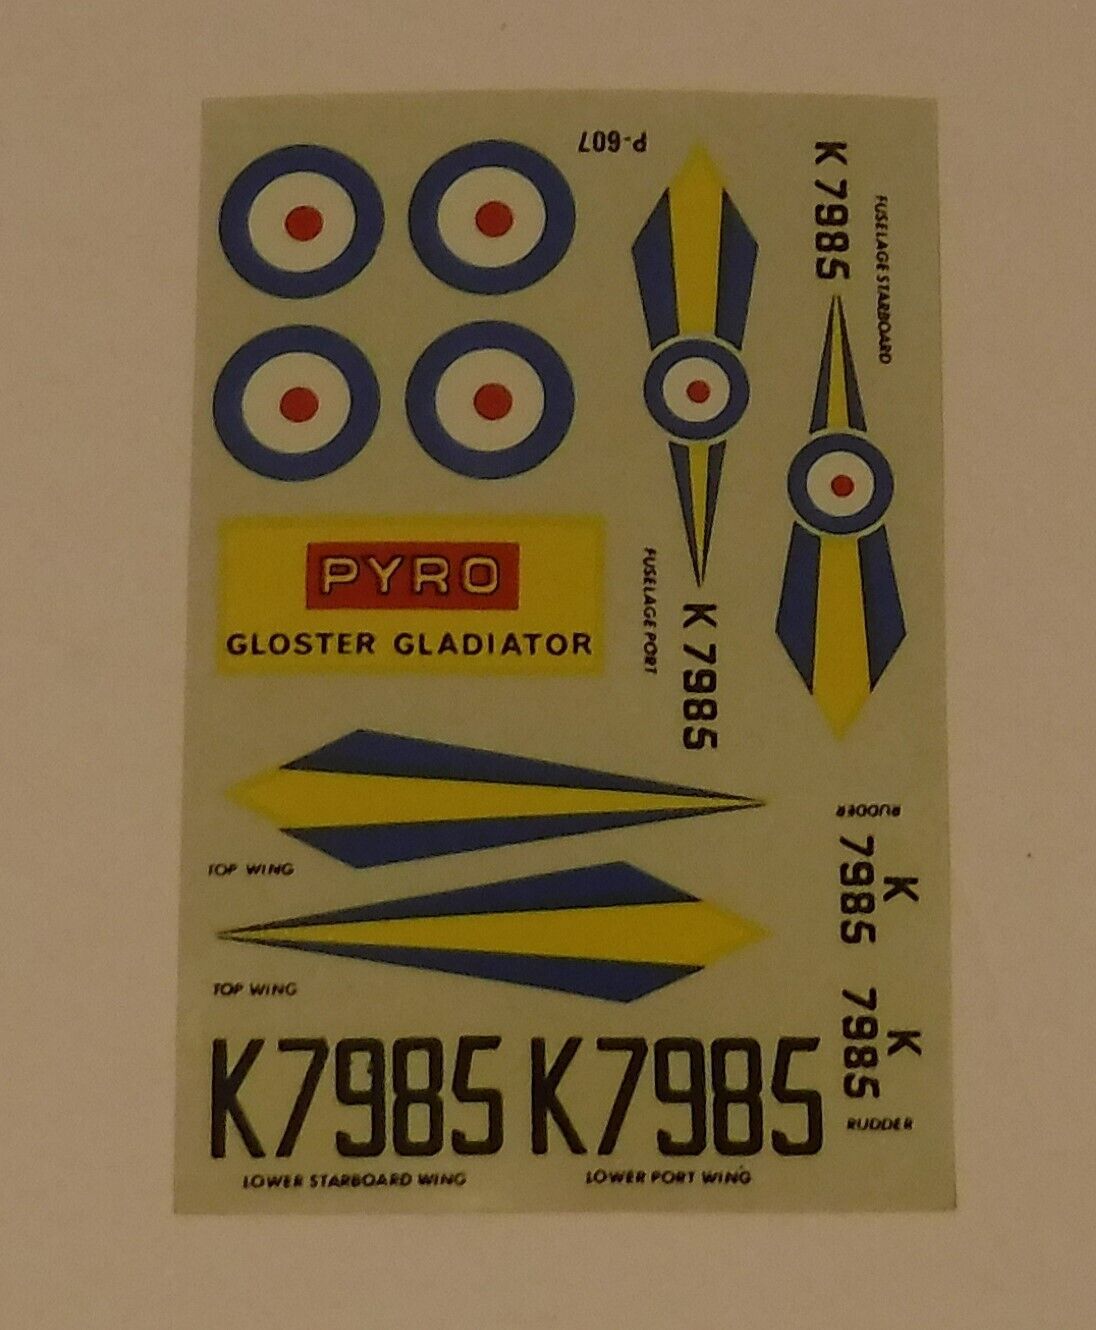 P-607
K 7985
FUSELAGE STARBOARD
PYRO
GLOSTER GLADIATOR
FUSELAGE PORT
K 7985
TOP WING
TOP WING
RUDDER
K
7985
K
7985
RUDDER
K7985
LOWER STARBOARD WING
K7985
LOWER PORT WING